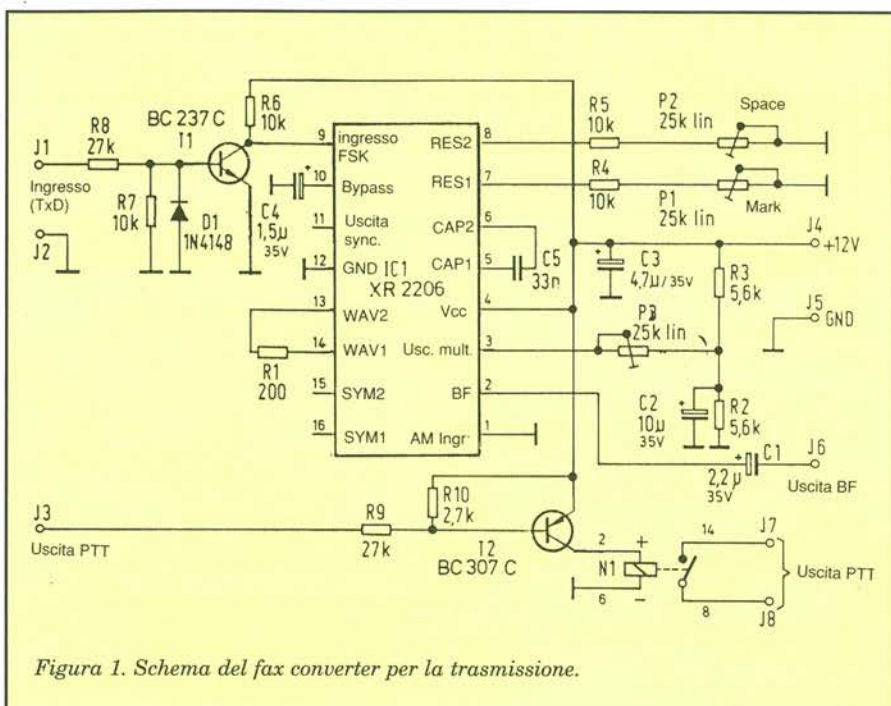 BC 237 C
T1
R8
27k
J1
Ingresso
(TxD)
J2
R7
10k
D1
1N4148
R6
10k
C4
1,5µ
35V
+
9
ingresso
FSK
10
Bypass
11
Uscita
sync.
12
GND
IC1
XR 2206
13
WAV2
14
WAV1
R1
200
15
SYM2
16
SYM1
RES2
8
RES1
7
CAP2
6
CAP1
5
Vcc
4
Usc. mult.
3
BF
2
AM Ingr.
1
C5
33n
R5
10k
P2
25k lin
Space
R4
10k
P1
25k lin
Mark
J4
+12V
+
C3
4,7µ/35V
R3
5,6k
J5
GND
P3
25k lin
C2
10µ
35V
+
R2
5,6k
+
C1
2,2µ
35V
J6
Uscita BF
J3
Uscita PTT
R9
27k
R10
2,7k
T2
BC 307 C
2
+
N1
6
−
14
J7
8
J8
Uscita PTT
Figura 1. Schema del fax converter per la trasmissione.